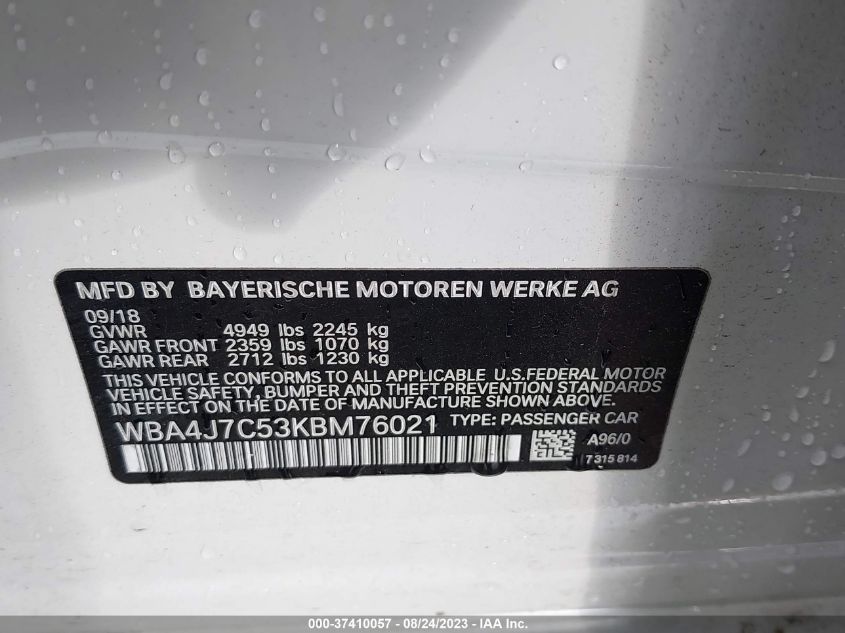 MFD BY BAYERISCHE MOTOREN WERKE AG
09/18
GVWR 4949 lbs 2245 kg
GAWR FRONT 2359 lbs 1070 kg
GAWR REAR 2712 lbs 1230 kg
THIS VEHICLE CONFORMS TO ALL APPLICABLE U.S.FEDERAL MOTOR
VEHICLE SAFETY, BUMPER AND THEFT PREVENTION STANDARDS
IN EFFECT ON THE DATE OF MANUFACTURE SHOWN ABOVE.
WBA4J7C53KBM76021 TYPE: PASSENGER CAR
A96/0
7 315 814
000-37410057 - 08/24/2023 - IAA Inc.